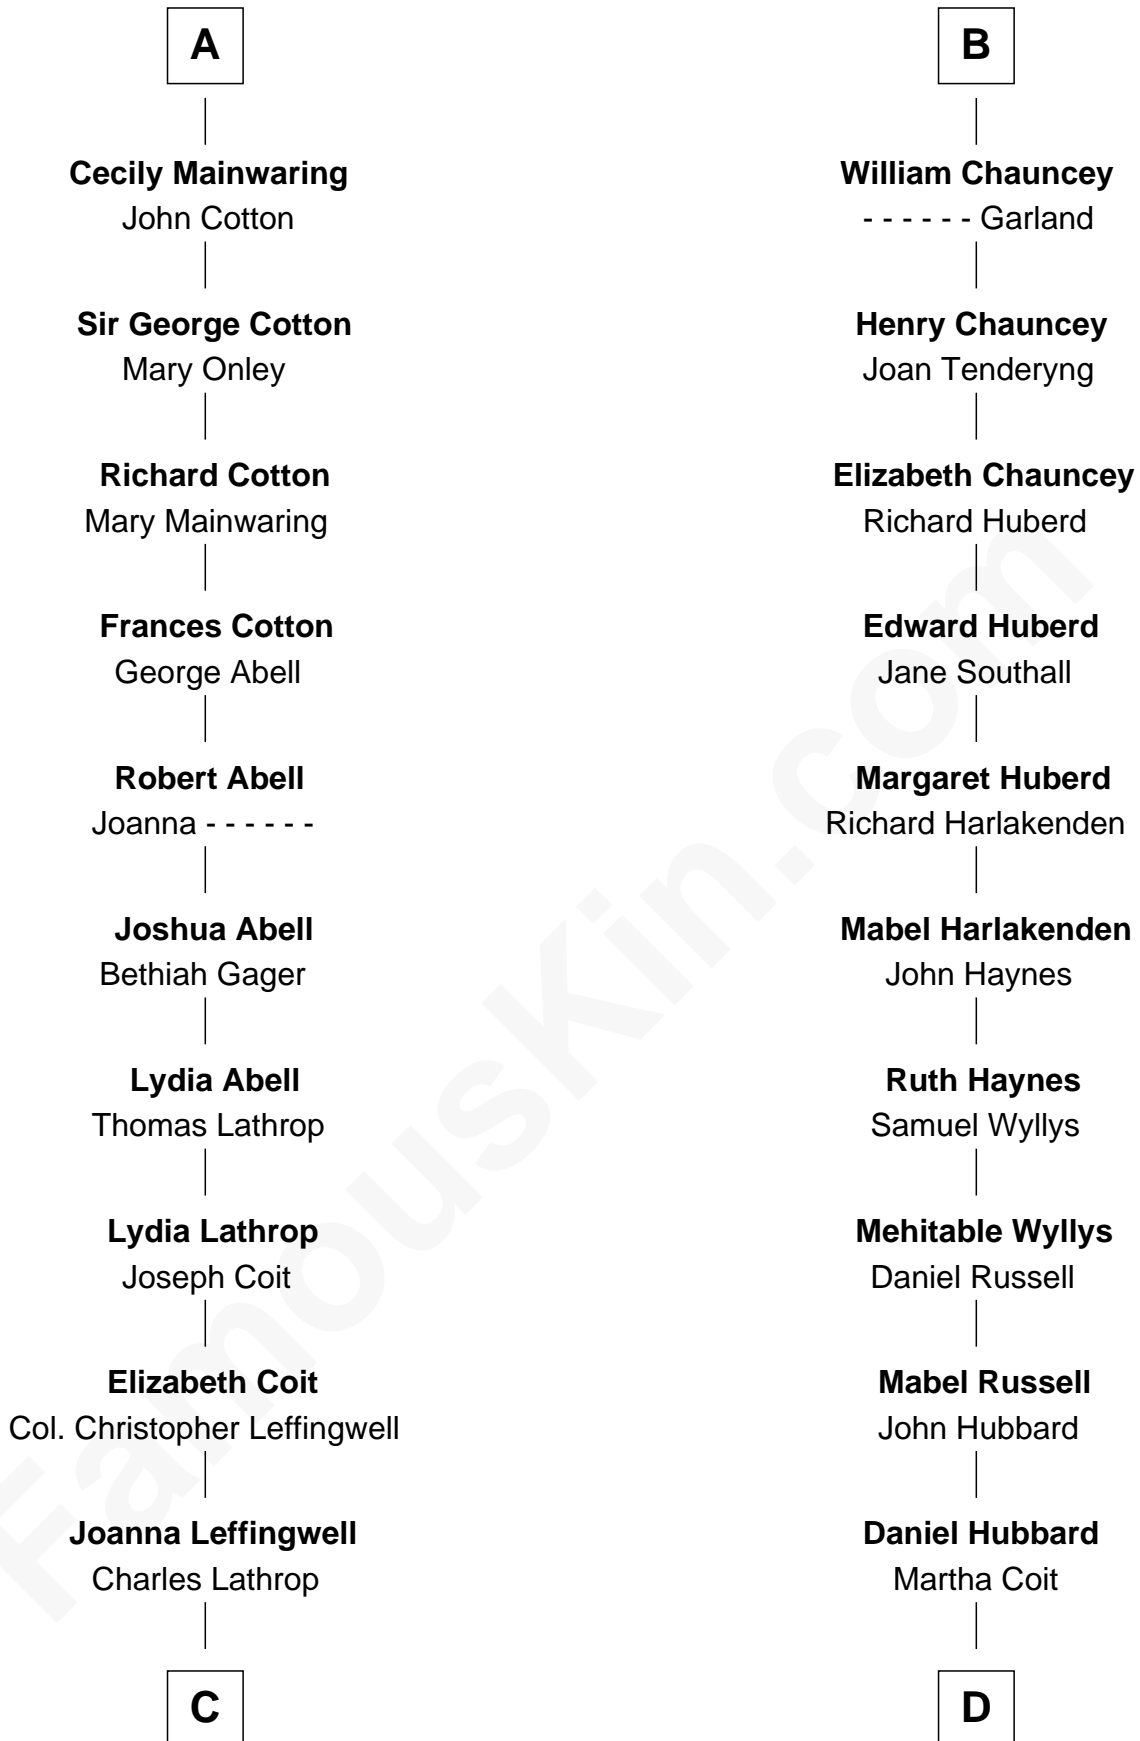 A
Cecily Mainwaring
John Cotton
Sir George Cotton
Mary Onley
Richard Cotton
Mary Mainwaring
Frances Cotton
George Abell
Robert Abell
Joanna - - - - - -
Joshua Abell
Bethiah Gager
Lydia Abell
Thomas Lathrop
Lydia Lathrop
Joseph Coit
Elizabeth Coit
Col. Christopher Leffingwell
Joanna Leffingwell
Charles Lathrop
C
B
William Chauncey
- - - - - - Garland
Henry Chauncey
Joan Tenderyng
Elizabeth Chauncey
Richard Huberd
Edward Huberd
Jane Southall
Margaret Huberd
Richard Harlakenden
Mabel Harlakenden
John Haynes
Ruth Haynes
Samuel Wyllys
Mehitable Wyllys
Daniel Russell
Mabel Russell
John Hubbard
Daniel Hubbard
Martha Coit
D
FamousKin.com